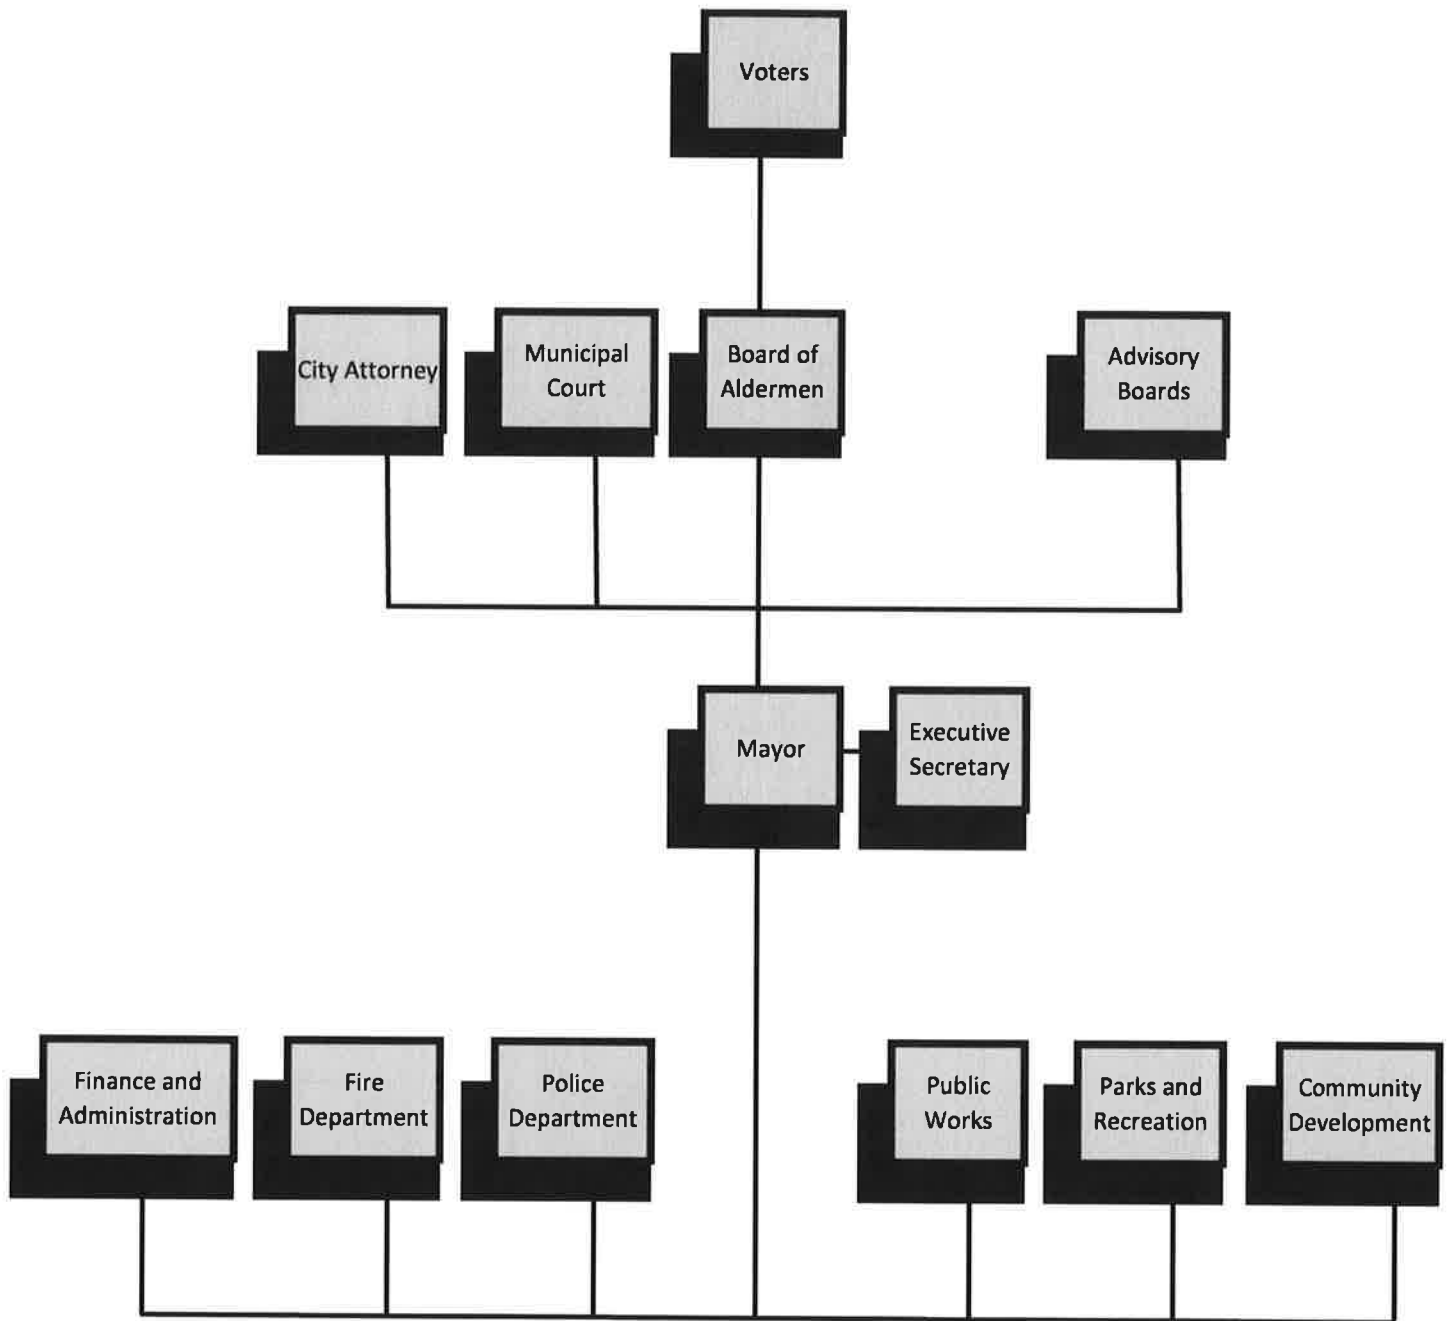 Voters
City Attorney
Municipal
Court
Board of
Aldermen
Advisory
Boards
Mayor
Executive
Secretary
Finance and
Administration
Fire
Department
Police
Department
Public
Works
Parks and
Recreation
Community
Development